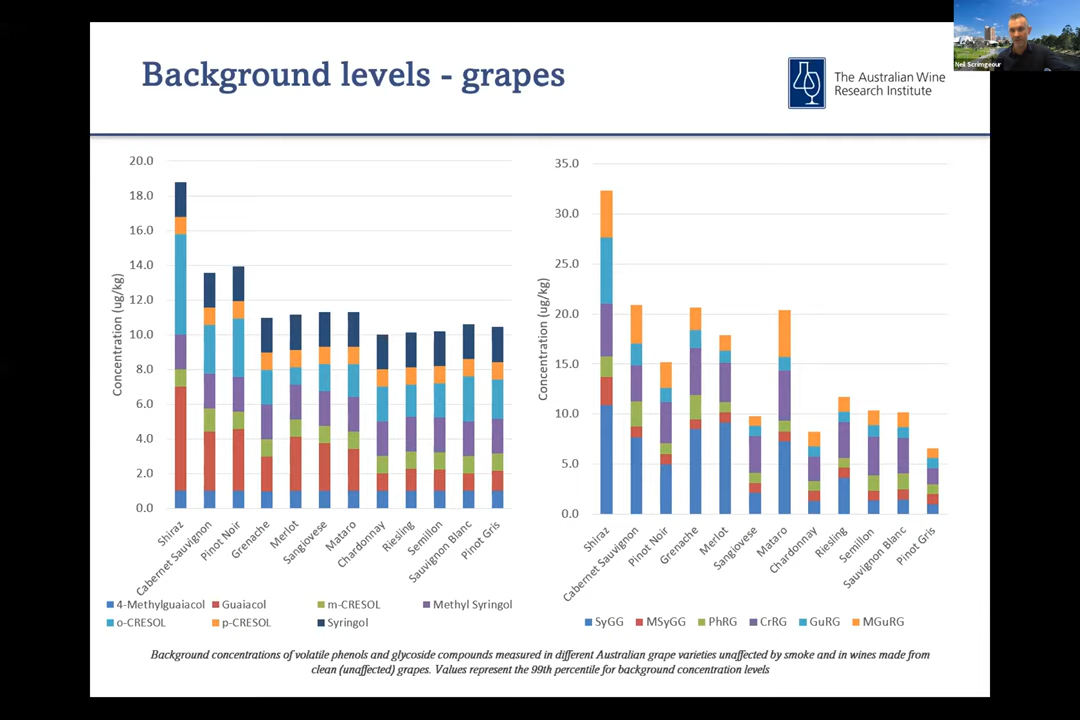 Background levels - grapes
The Australian Wine
Research Institute
Neil Scrimgeour
20.0
18.0
16.0
14.0
12.0
10.0
8.0
6.0
4.0
2.0
0.0
Concentration (ug/kg)
Shiraz
Cabernet Sauvignon
Pinot Noir
Grenache
Merlot
Sangiovese
Mataro
Chardonnay
Riesling
Semillon
Sauvignon Blanc
Pinot Gris
4-Methylguaiacol Guaiacol m-CRESOL Methyl Syringol
o-CRESOL p-CRESOL Syringol
35.0
30.0
25.0
20.0
15.0
10.0
5.0
0.0
Concentration (ug/kg)
Shiraz
Cabernet Sauvignon
Pinot Noir
Grenache
Merlot
Sangiovese
Mataro
Chardonnay
Riesling
Semillon
Sauvignon Blanc
Pinot Gris
SyGG MSyGG PhRG CrRG GuRG MGuRG
Background concentrations of volatile phenols and glycoside compounds measured in different Australian grape varieties unaffected by smoke and in wines made from
clean (unaffected) grapes. Values represent the 99th percentile for background concentration levels